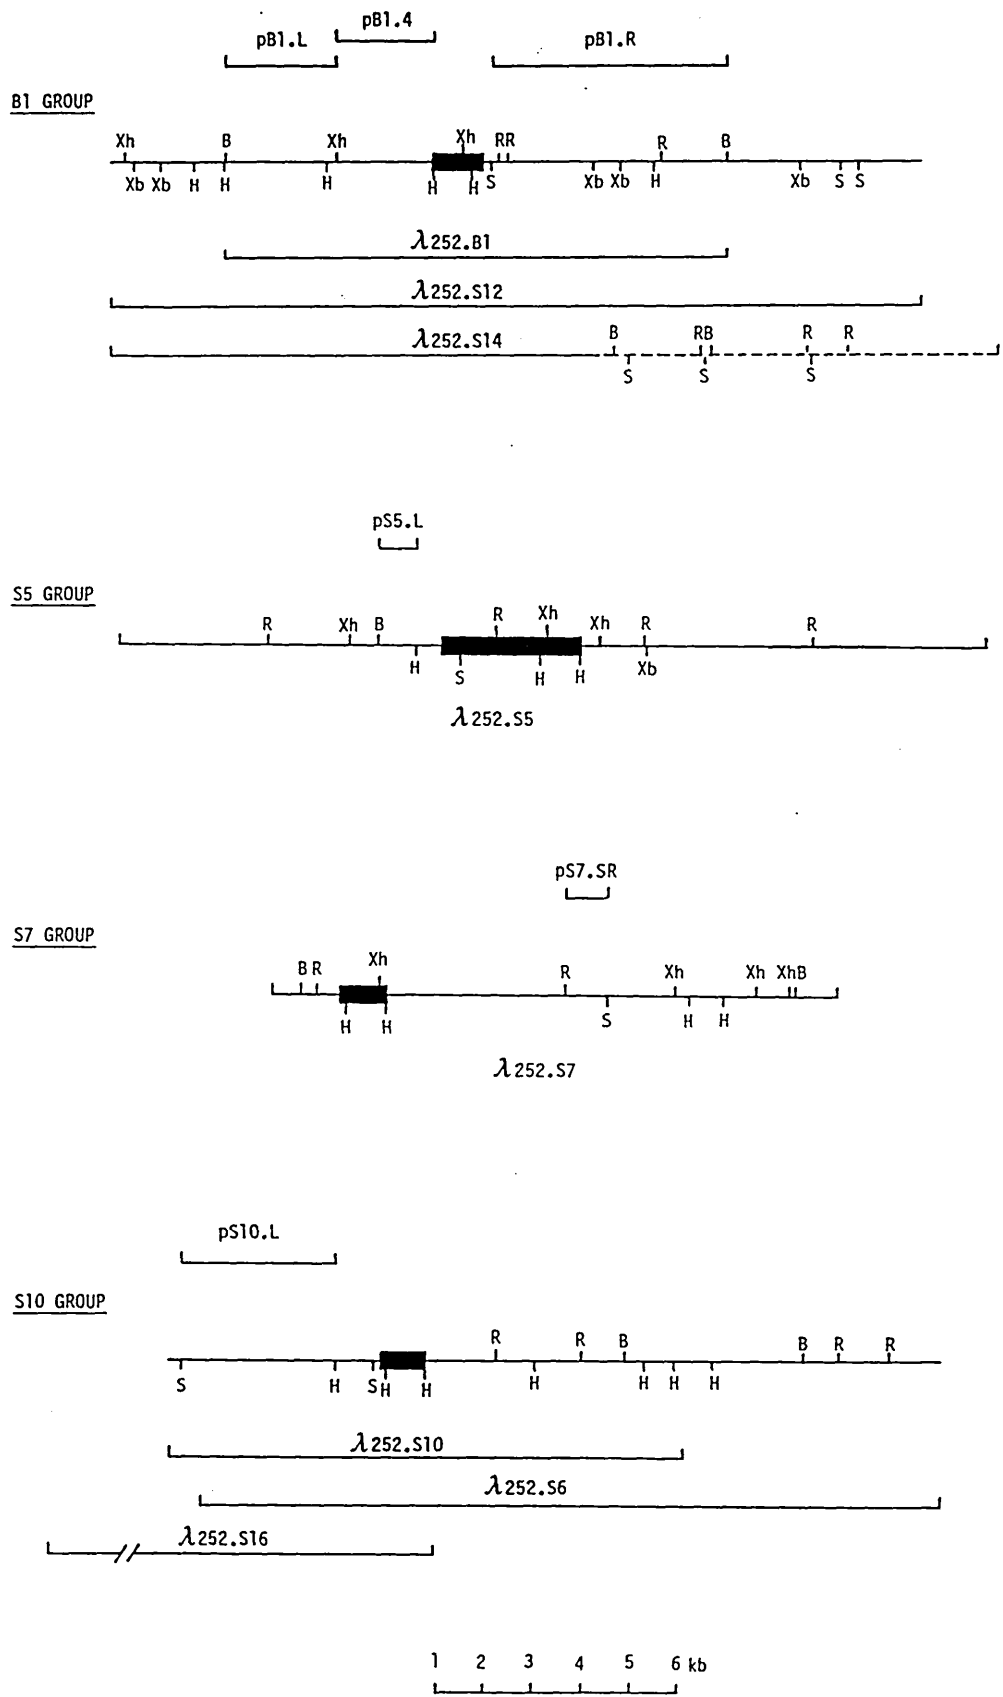 pB1.4
pB1.L pB1.R
B1 GROUP
Xh B Xh Xh RR R B
Xb Xb H H H H H S Xb Xb H Xb S S
λ252.B1
λ252.S12
λ252.S14 B RB R R
S S S
pS5.L
S5 GROUP
R Xh B R Xh Xh R R
H S H H Xb
λ252.S5
pS7.SR
S7 GROUP
B R Xh R Xh Xh XhB
H H S H H
λ252.S7
pS10.L
S10 GROUP
R R B B R R
S H S H H H H H H
λ252.S10
λ252.S6
λ252.S16
1 2 3 4 5 6 kb